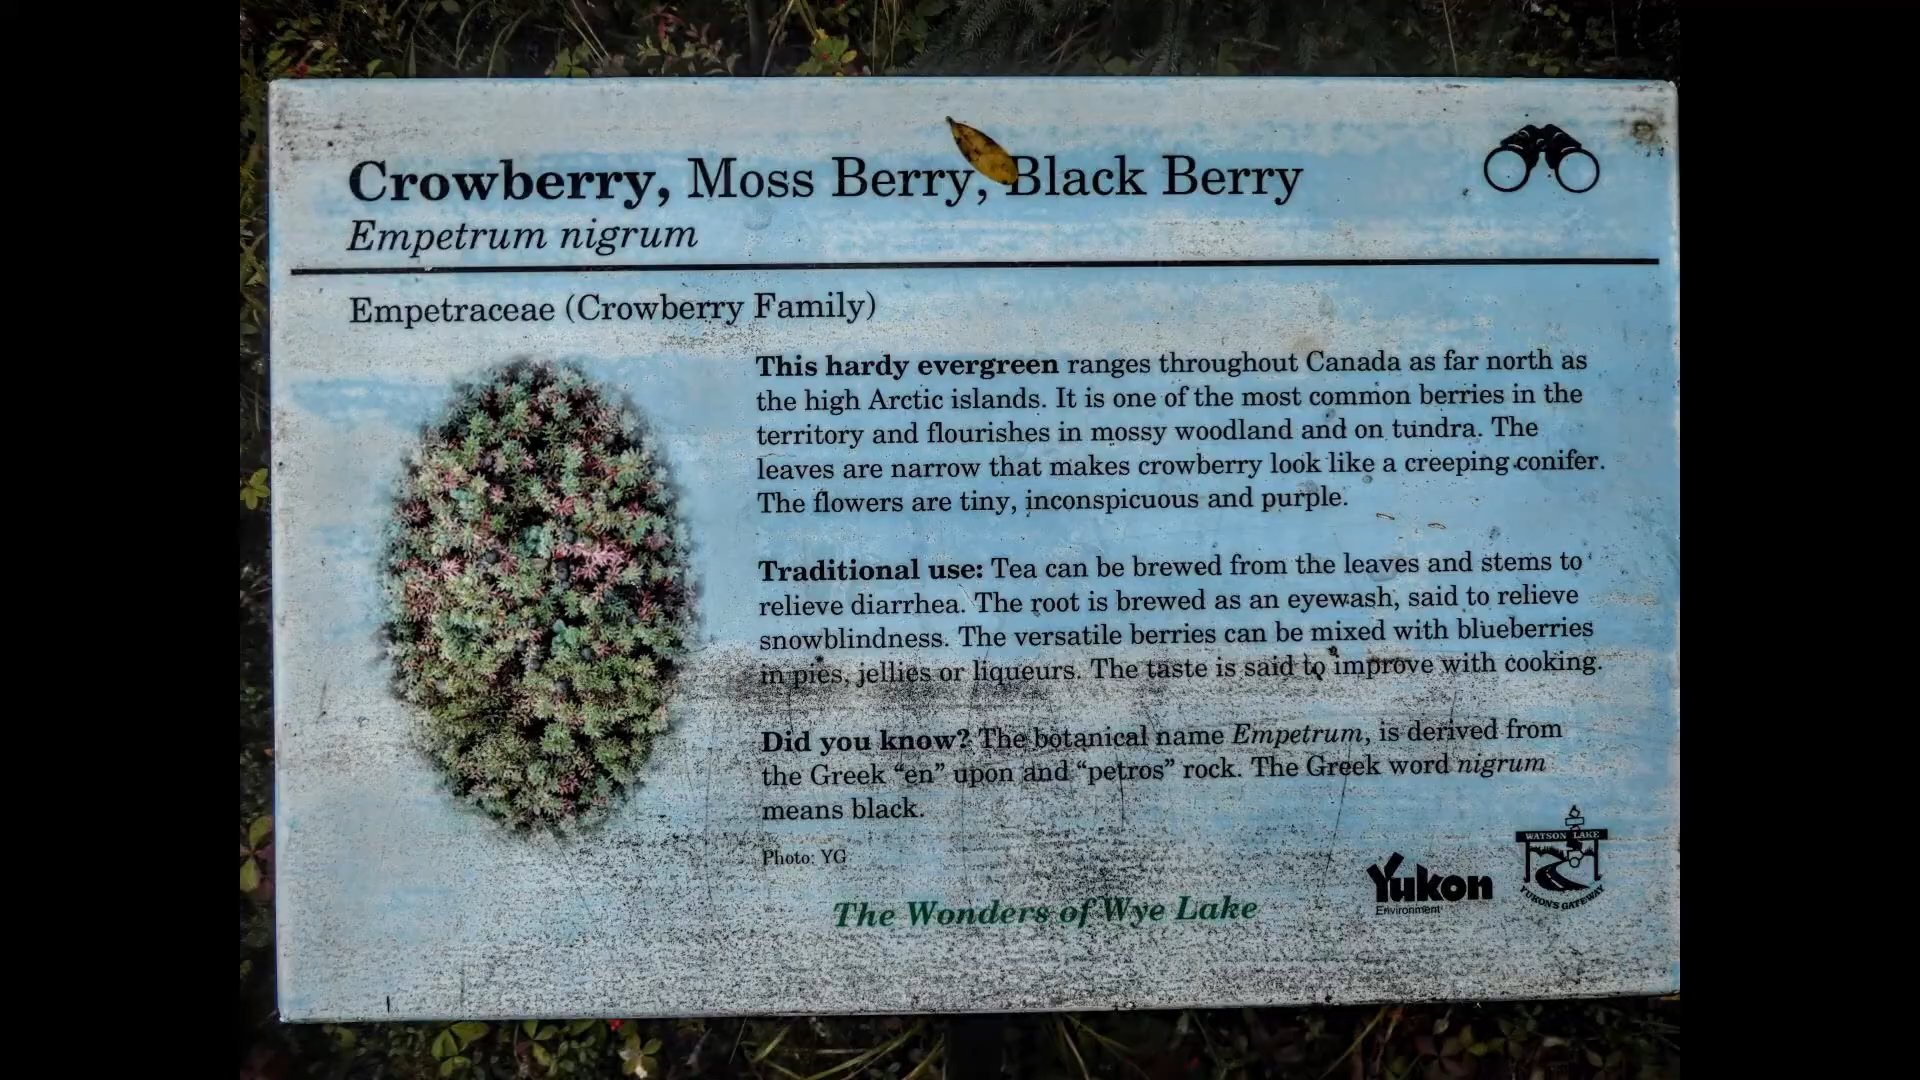 Crowberry, Moss Berry, Black Berry
Empetrum nigrum
Empetraceae (Crowberry Family)
This hardy evergreen ranges throughout Canada as far north as
the high Arctic islands. It is one of the most common berries in the
territory and flourishes in mossy woodland and on tundra. The
leaves are narrow that makes crowberry look like a creeping conifer.
The flowers are tiny, inconspicuous and purple.
Traditional use: Tea can be brewed from the leaves and stems to
relieve diarrhea. The root is brewed as an eyewash, said to relieve
snowblindness. The versatile berries can be mixed with blueberries
in pies, jellies or liqueurs. The taste is said to improve with cooking.
Did you know? The botanical name Empetrum, is derived from
the Greek “en” upon and “petros” rock. The Greek word nigrum
means black.
Photo: YG
The Wonders of Wye Lake
Yukon
Environment
WATSON LAKE
YUKON'S GATEWAY